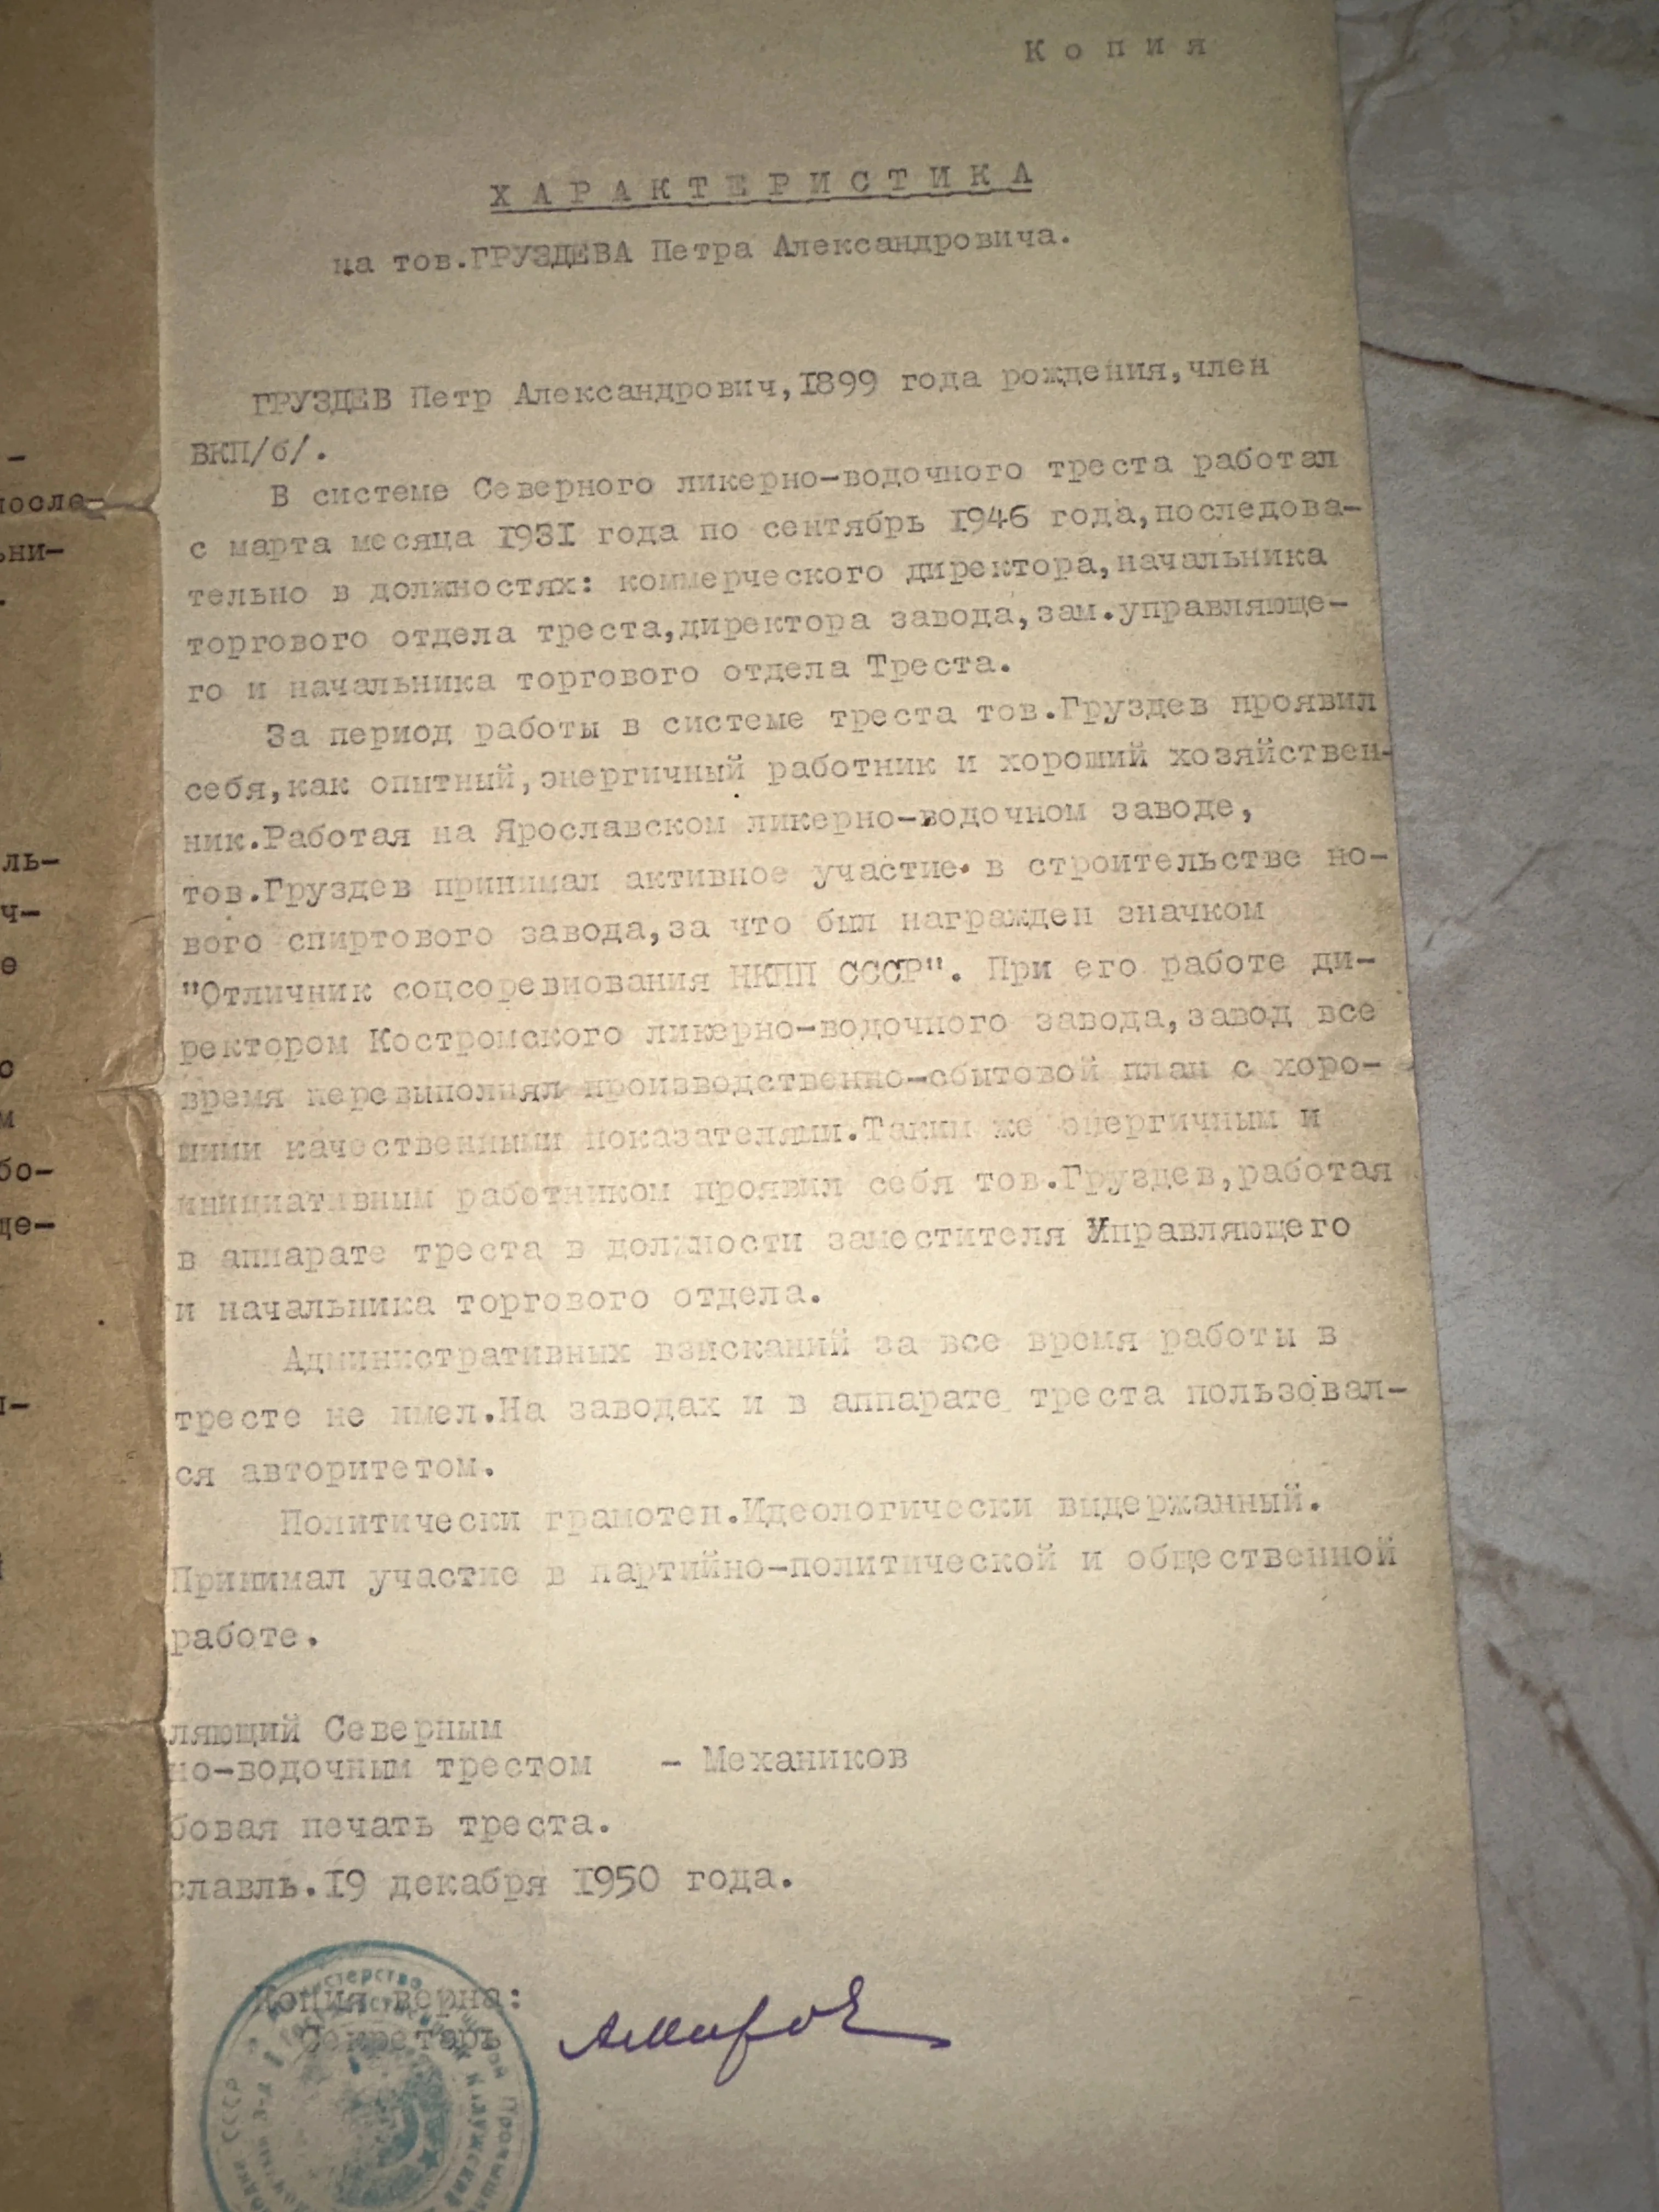 Копия
ХАРАКТЕРИСТИКА
на тов.ГРУЗДЕВА Петра Александровича.
ГРУЗДЕВ Петр Александрович,1899 года рождения,член
ВКП/б/.
В системе Северного ликерно-водочного треста работал
с марта месяца 1931 года по сентябрь 1946 года,последова-
тельно в должностях: коммерческого директора,начальника
торгового отдела треста,директора завода,зам.управляюще-
го и начальника торгового отдела Треста.
За период работы в системе треста тов.Груздев проявил
себя,как опытный,энергичный работник и хороший хозяйствен-
ник.Работая на Ярославском ликерно-водочном заводе,
тов.Груздев принимал активное участие в строительстве но-
вого спиртового завода,за что был награжден значком
"Отличник соцсоревнования НКПП СССР". При его работе ди-
ректором Костромского ликерно-водочного завода,завод все
время перевыполнял производственно-сбытовой план с хоро-
шими качественными показателями.Таким же энергичным и
инициативным работником проявил себя тов.Груздев,работая
в аппарате треста в должности заместителя Управляющего
и начальника торгового отдела.
Административных взысканий за все время работы в
тресте не имел.На заводах и в аппарате треста пользовал-
ся авторитетом.
Политически грамотен.Идеологически выдержанный.
Принимал участие в партийно-политической и общественной
работе.
ляющий Северным
но-водочным трестом - Механиков
бовая печать треста.
славль.19 декабря 1950 года.
Копия верна:
Секретарь
-
после-
ьни-
.
ль-
ч-
е
о
м
бо-
це-